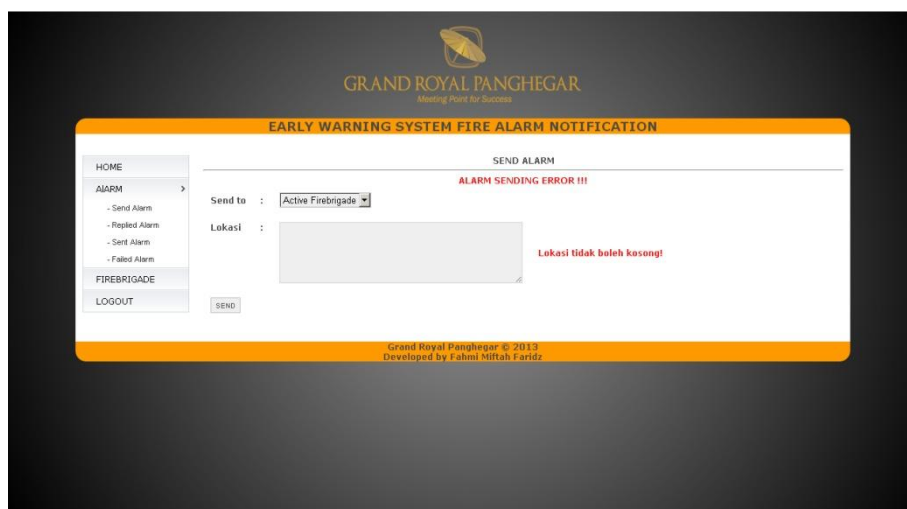 GRAND ROYAL PANGHEGAR
Meeting Point for Success
EARLY WARNING SYSTEM FIRE ALARM NOTIFICATION
HOME
AlARM >
- Send Alarm
- Replied Alarm
- Sent Alarm
- Failed Alarm
FIREBRIGADE
LOGOUT
SEND ALARM
ALARM SENDING ERROR !!!
Send to : Active Firebrigade
Lokasi :
Lokasi tidak boleh kosong!
SEND
Grand Royal Panghegar © 2013
Developed by Fahmi Miftah Faridz